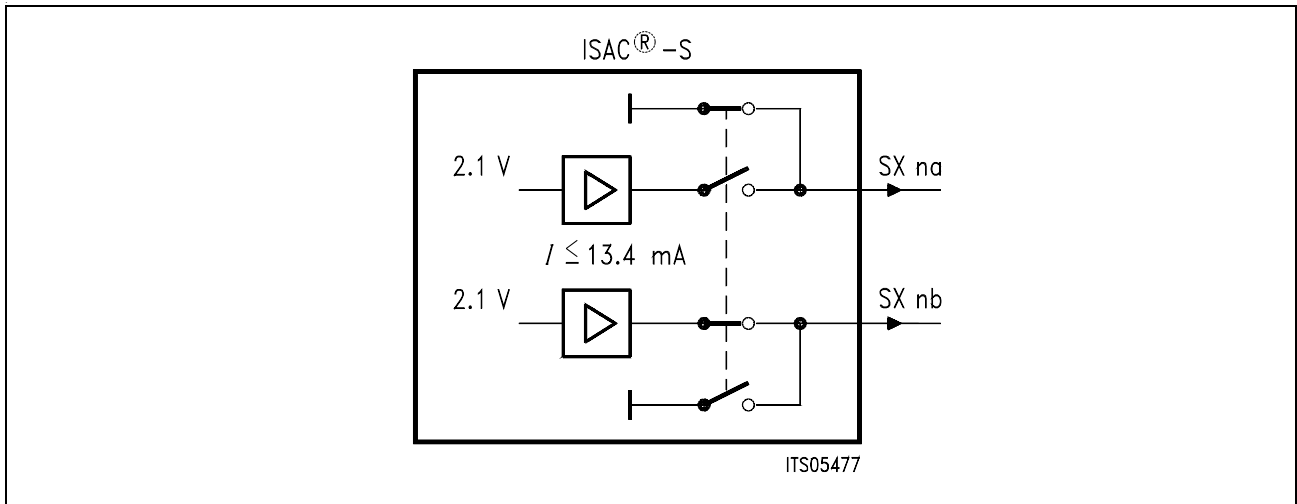 ISAC®-S
2.1 V
SX na
I ≤ 13.4 mA
2.1 V
SX nb
ITS05477